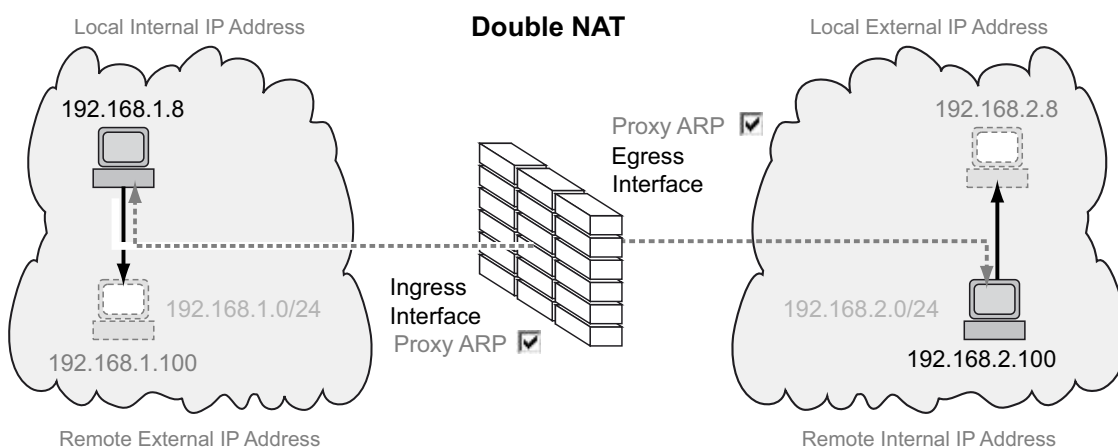 Local Internal IP Address
Double NAT
Local External IP Address
192.168.1.8
192.168.2.8
Proxy ARP
Egress
Interface
Ingress
Interface
Proxy ARP
192.168.1.0/24
192.168.2.0/24
192.168.1.100
192.168.2.100
Remote External IP Address
Remote Internal IP Address